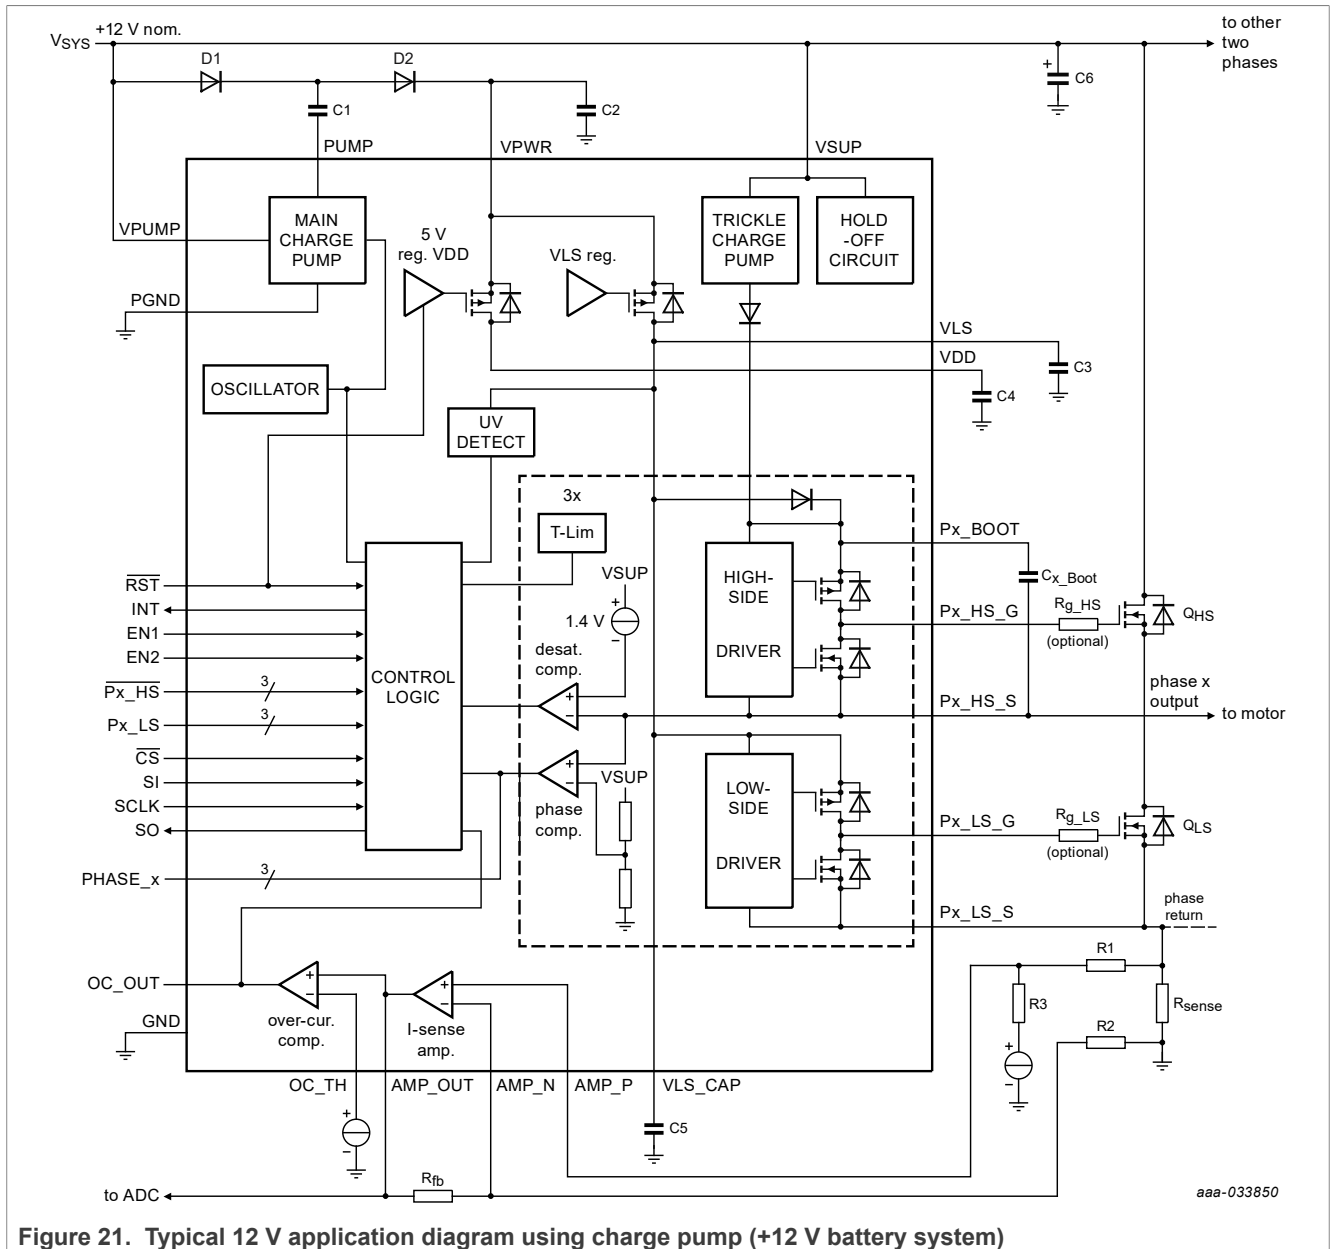 +12 V nom.
VSYS
to other
two
phases
D1
D2
C1
C2
+
C6
PUMP
VPWR
VSUP
MAIN
CHARGE
PUMP
VPUMP
PGND
5 V
reg. VDD
VLS reg.
TRICKLE
CHARGE
PUMP
HOLD
-OFF
CIRCUIT
VLS
VDD
C3
C4
OSCILLATOR
UV
DETECT
3x
T-Lim
VSUP
+
1.4 V
−
desat.
comp.
+
−
HIGH-
SIDE
DRIVER
Px_BOOT
Cx_Boot
Px_HS_G
Rg_HS
(optional)
QHS
Px_HS_S
phase x
output
to motor
RST
INT
EN1
EN2
Px_HS
3
Px_LS
3
CS
SI
SCLK
SO
CONTROL
LOGIC
+
−
phase
comp.
VSUP
LOW-
SIDE
DRIVER
Px_LS_G
Rg_LS
(optional)
QLS
Px_LS_S
phase
return
PHASE_x
3
OC_OUT
GND
+
−
over-cur.
comp.
+
−
I-sense
amp.
R1
R3
Rsense
R2
+
−
OC_TH
AMP_OUT
AMP_N
AMP_P
VLS_CAP
+
−
C5
Rfb
to ADC
aaa-033850
Figure 21. Typical 12 V application diagram using charge pump (+12 V battery system)